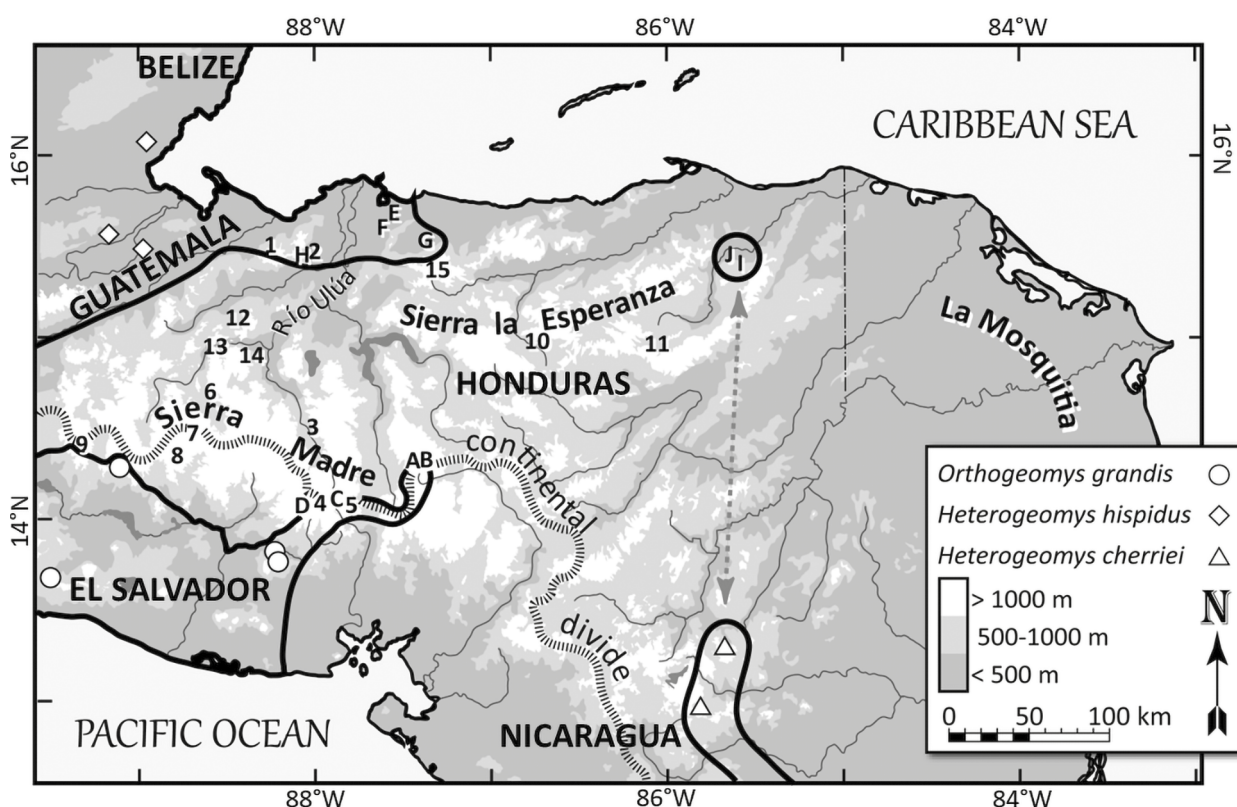 88°W 86°W 84°W
BELIZE
CARIBBEAN SEA
16°N
16°N
E
F
GUATEMALA
1 H 2
G
15
J
I
Río Ulúa
12
Sierra la Esperanza
10
11
La Mosquitia
13 14
HONDURAS
6
Sierra
7
8
9
3
Madre
AB
continental
D 4 C 5
14°N
EL SALVADOR
divide
PACIFIC OCEAN
NICARAGUA
Orthogeomys grandis
Heterogeomys hispidus
Heterogeomys cherriei
> 1000 m
500-1000 m
< 500 m
N
0 50 100 km
88°W 86°W 84°W